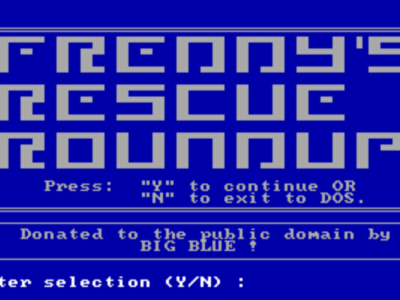 FREDDY'S
RESCUE
ROUNDUP
Press: "Y" to continue OR
"N" to exit to DOS.
Donated to the public domain by
BIG BLUE !
ter selection (Y/N) :